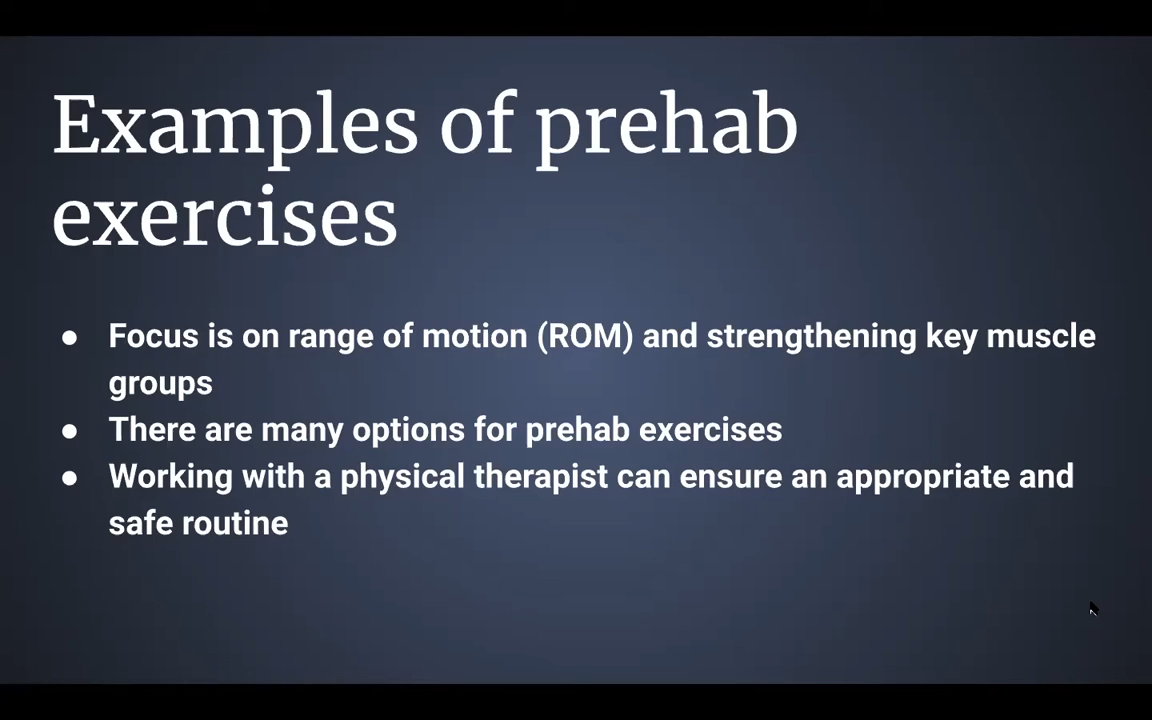 Examples of prehab
exercises
● Focus is on range of motion (ROM) and strengthening key muscle
groups
● There are many options for prehab exercises
● Working with a physical therapist can ensure an appropriate and
safe routine